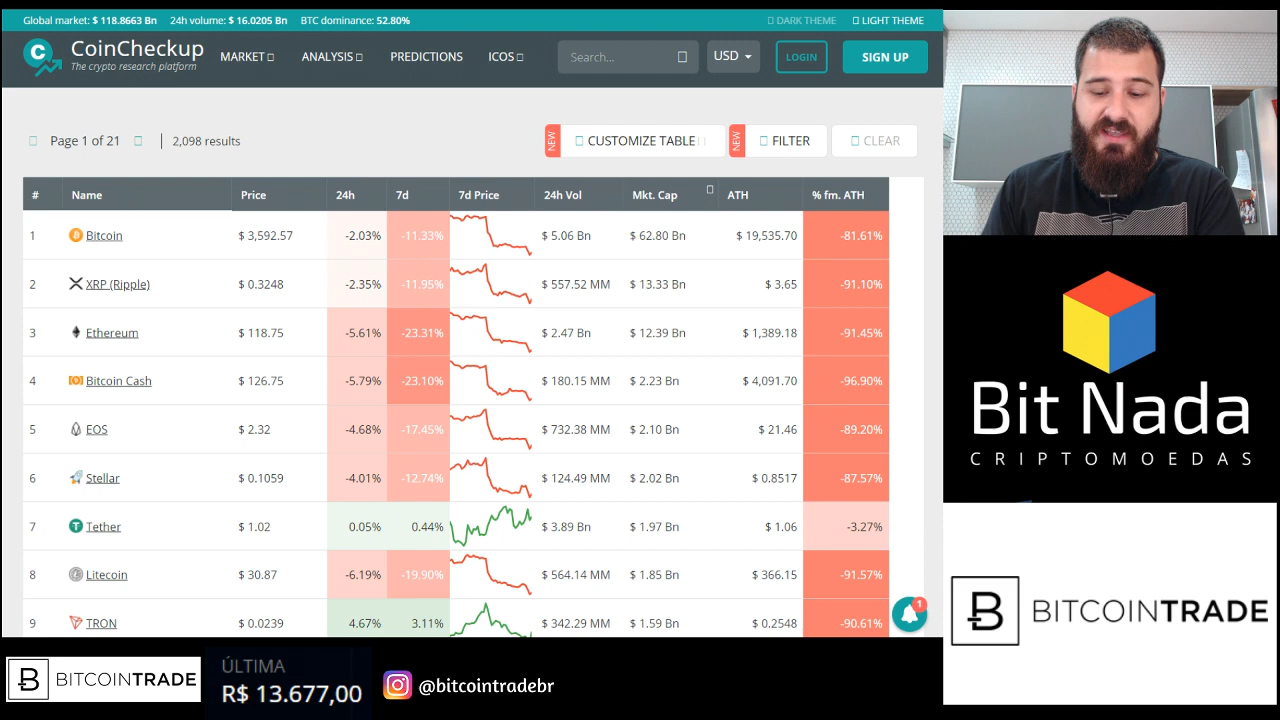 Global market: $ 118.8663 Bn 24h volume: $ 16.0205 Bn BTC dominance: 52.80% DARK THEME LIGHT THEME
CoinCheckup
The crypto research platform
MARKET ANALYSIS PREDICTIONS ICOS Search... USD LOGIN SIGN UP
Page 1 of 21 2,098 results NEW CUSTOMIZE TABLE NEW FILTER CLEAR
# Name Price 24h 7d 7d Price 24h Vol Mkt. Cap ATH % fm. ATH
1 Bitcoin $ 3,592.57 -2.03% -11.33% $ 5.06 Bn $ 62.80 Bn $ 19,535.70 -81.61%
2 XRP (Ripple) $ 0.3248 -2.35% -11.95% $ 557.52 MM $ 13.33 Bn $ 3.65 -91.10%
3 Ethereum $ 118.75 -5.61% -23.31% $ 2.47 Bn $ 12.39 Bn $ 1,389.18 -91.45%
4 Bitcoin Cash $ 126.75 -5.79% -23.10% $ 180.15 MM $ 2.23 Bn $ 4,091.70 -96.90%
5 EOS $ 2.32 -4.68% -17.45% $ 732.38 MM $ 2.10 Bn $ 21.46 -89.20%
6 Stellar $ 0.1059 -4.01% -12.74% $ 124.49 MM $ 2.02 Bn $ 0.8517 -87.57%
7 Tether $ 1.02 0.05% 0.44% $ 3.89 Bn $ 1.97 Bn $ 1.06 -3.27%
8 Litecoin $ 30.87 -6.19% -19.90% $ 564.14 MM $ 1.85 Bn $ 366.15 -91.57%
9 TRON $ 0.0239 4.67% 3.11% $ 342.29 MM $ 1.59 Bn $ 0.2548 -90.61%
1
Bit Nada
CRIPTOMOEDAS
BITCOINTRADE
BITCOINTRADE
ÚLTIMA
R$ 13.677,00
@bitcointradebr